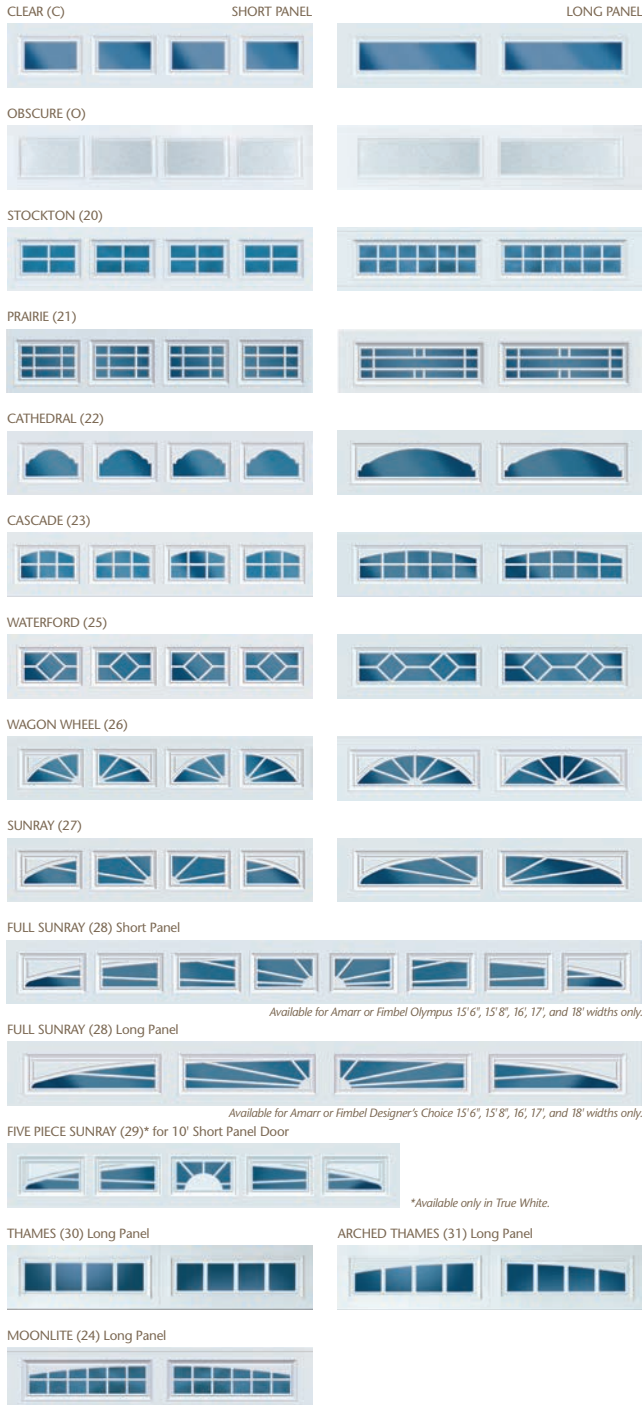 CLEAR (C) SHORT PANEL LONG PANEL
OBSCURE (O)
STOCKTON (20)
PRAIRIE (21)
CATHEDRAL (22)
CASCADE (23)
WATERFORD (25)
WAGON WHEEL (26)
SUNRAY (27)
FULL SUNRAY (28) Short Panel
Available for Amarr or Fimbel Olympus 15'6", 15'8", 16', 17', and 18' widths only.
FULL SUNRAY (28) Long Panel
Available for Amarr or Fimbel Designer's Choice 15'6", 15'8", 16', 17', and 18' widths only.
FIVE PIECE SUNRAY (29)* for 10' Short Panel Door
*Available only in True White.
THAMES (30) Long Panel ARCHED THAMES (31) Long Panel
MOONLITE (24) Long Panel